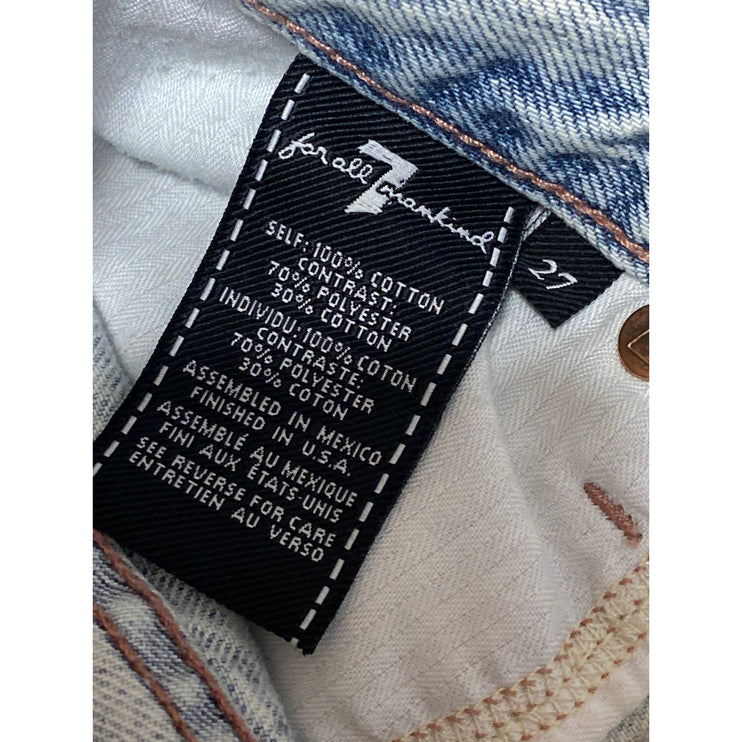 for all 7 mankind
27
SELF: 100% COTTON
CONTRAST:
70% POLYESTER
30% COTTON
INDIVIDU: 100% COTON
CONTRASTE:
70% POLYESTER
30% COTON
ASSEMBLED IN MEXICO
FINISHED IN U.S.A.
ASSEMBLÉ AU MEXIQUE
FINI AUX ÉTATS-UNIS
SEE REVERSE FOR CARE
ENTRETIEN AU VERSO